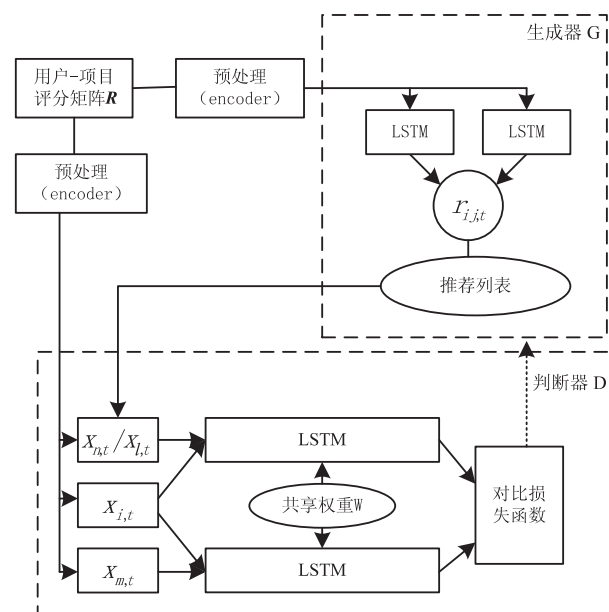 生成器 G
用户-项目
评分矩阵R
预处理
(encoder)
LSTM
LSTM
预处理
(encoder)
r_{i,j,t}
推荐列表
判断器 D
X_{n,t}/X_{l,t}
LSTM
X_{i,t}
共享权重W
对比损
失函数
X_{m,t}
LSTM